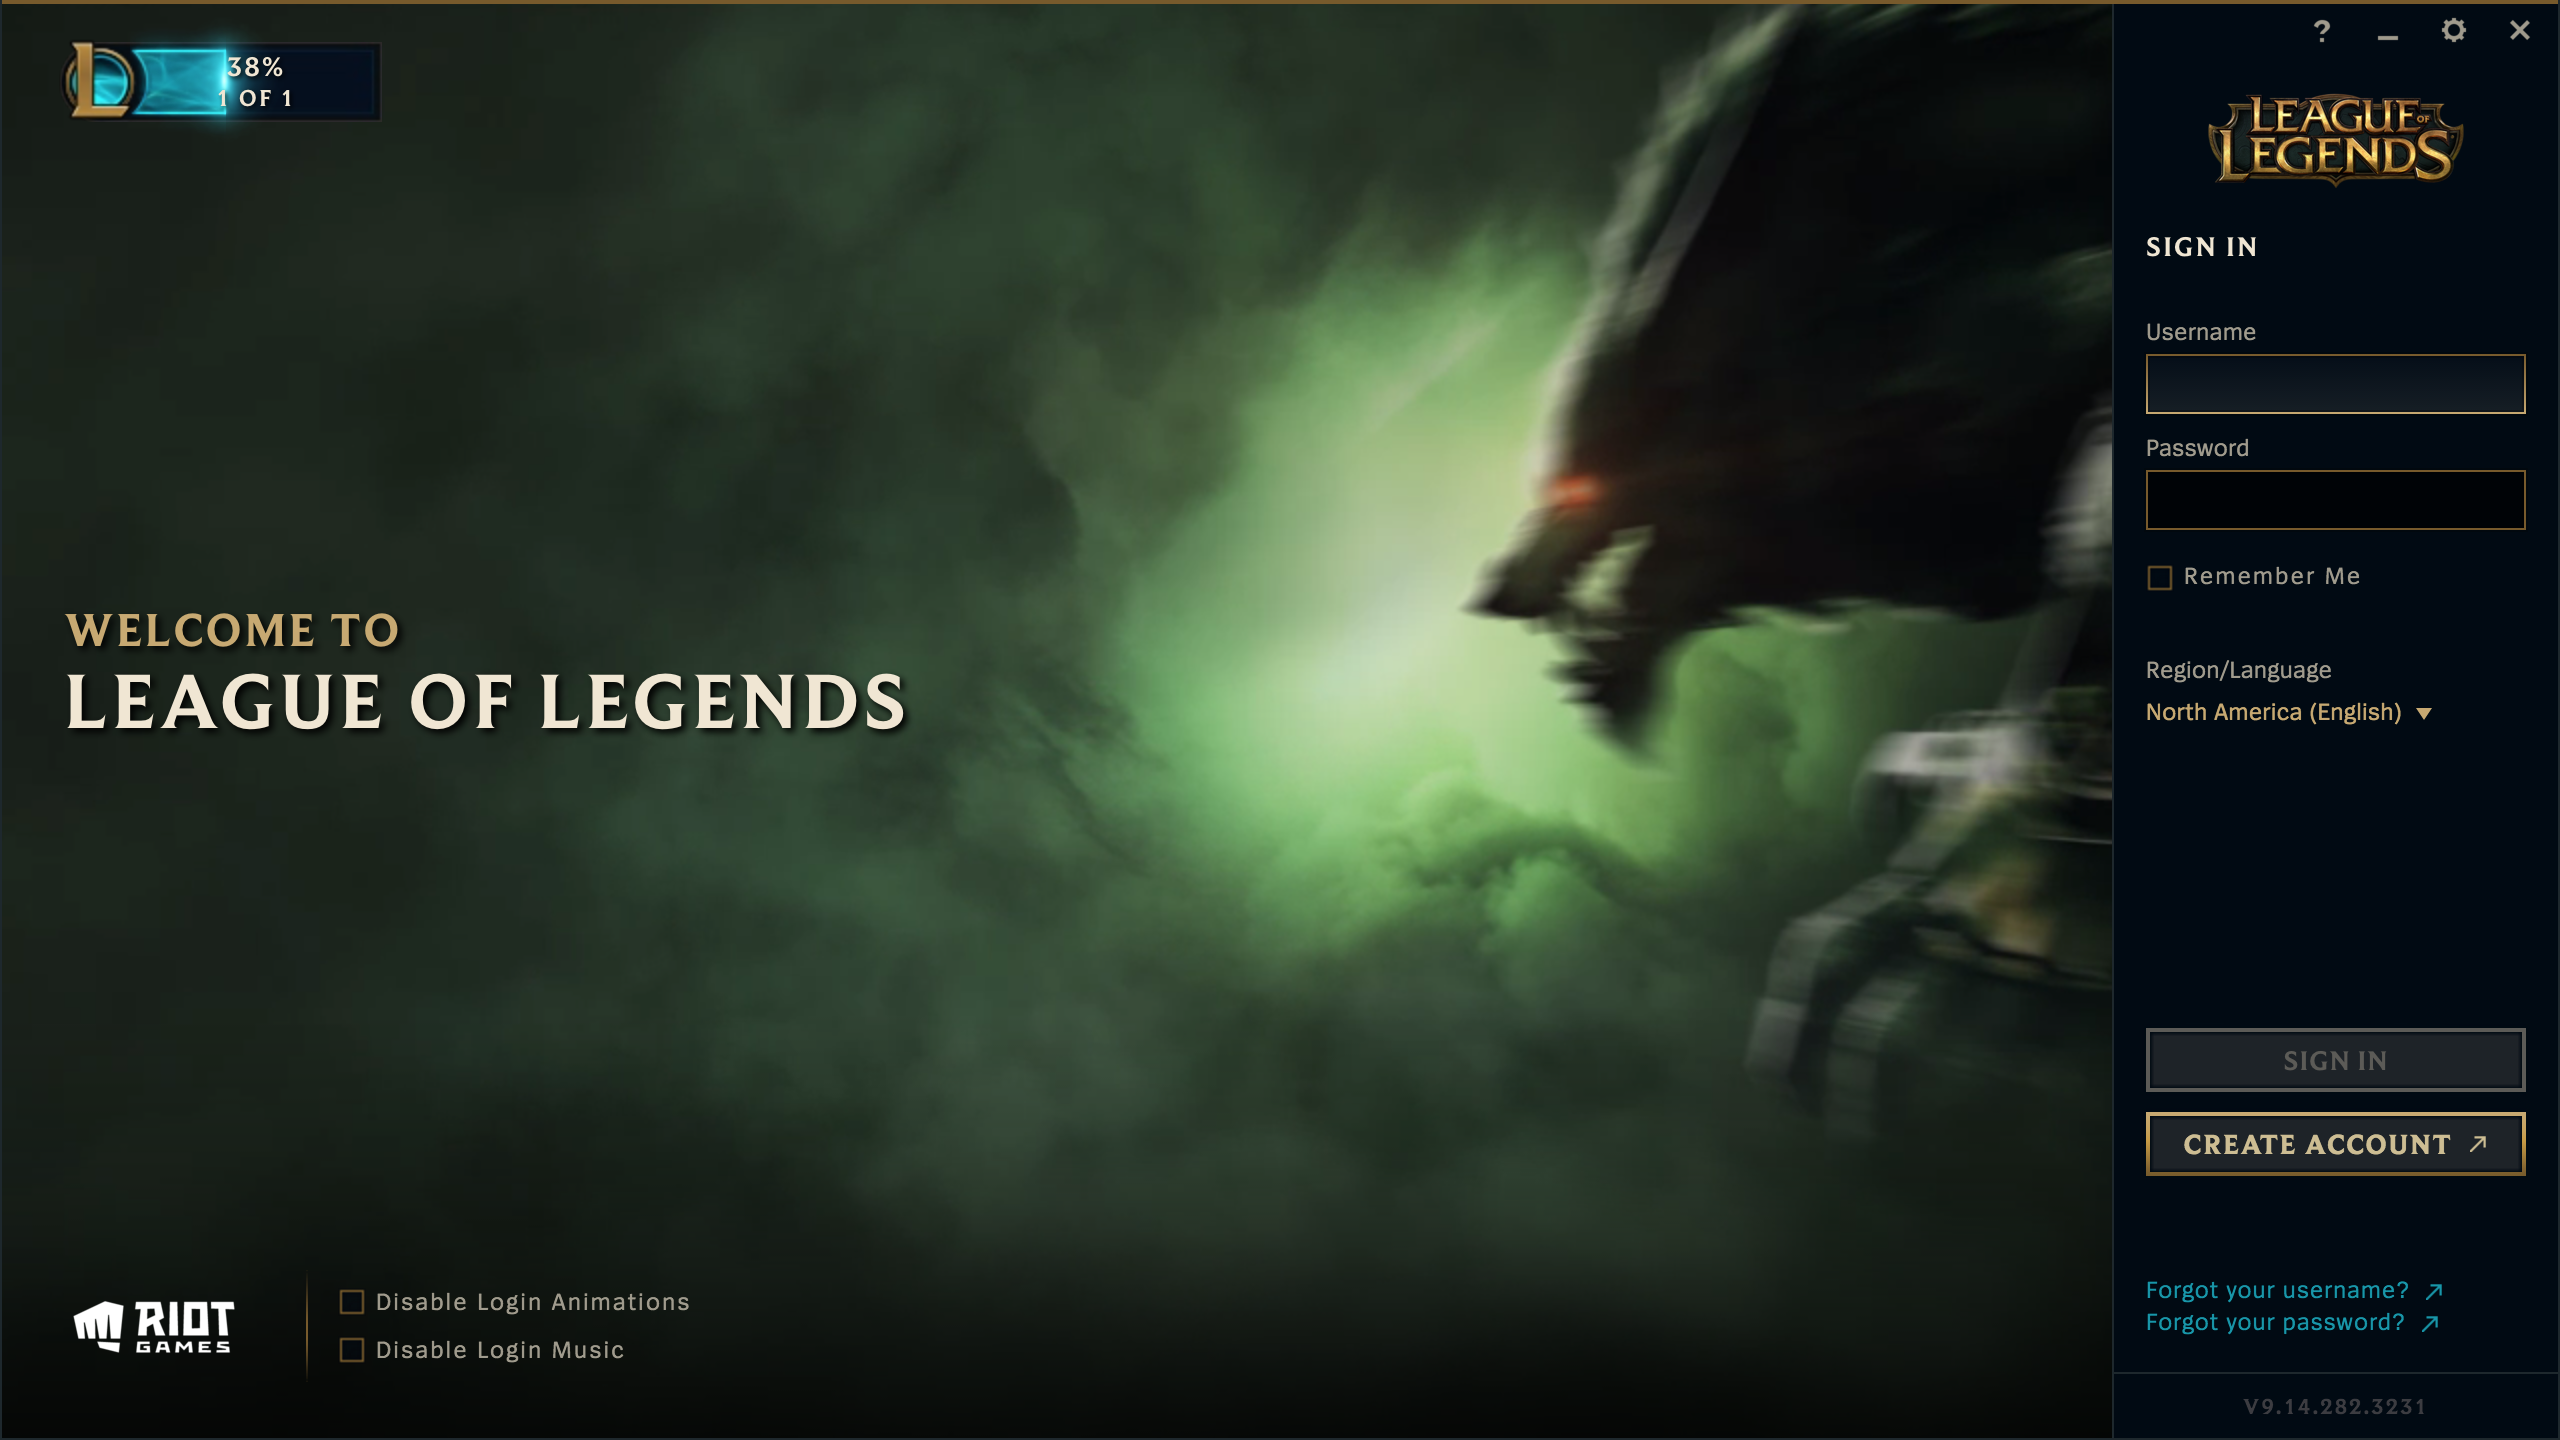 38%
1 OF 1
WELCOME TO
LEAGUE OF LEGENDS
RIOT
GAMES
Disable Login Animations
Disable Login Music
?
LEAGUE OF
LEGENDS
SIGN IN
Username
Password
Remember Me
Region/Language
North America (English)
SIGN IN
CREATE ACCOUNT
Forgot your username?
Forgot your password?
V9.14.282.3231